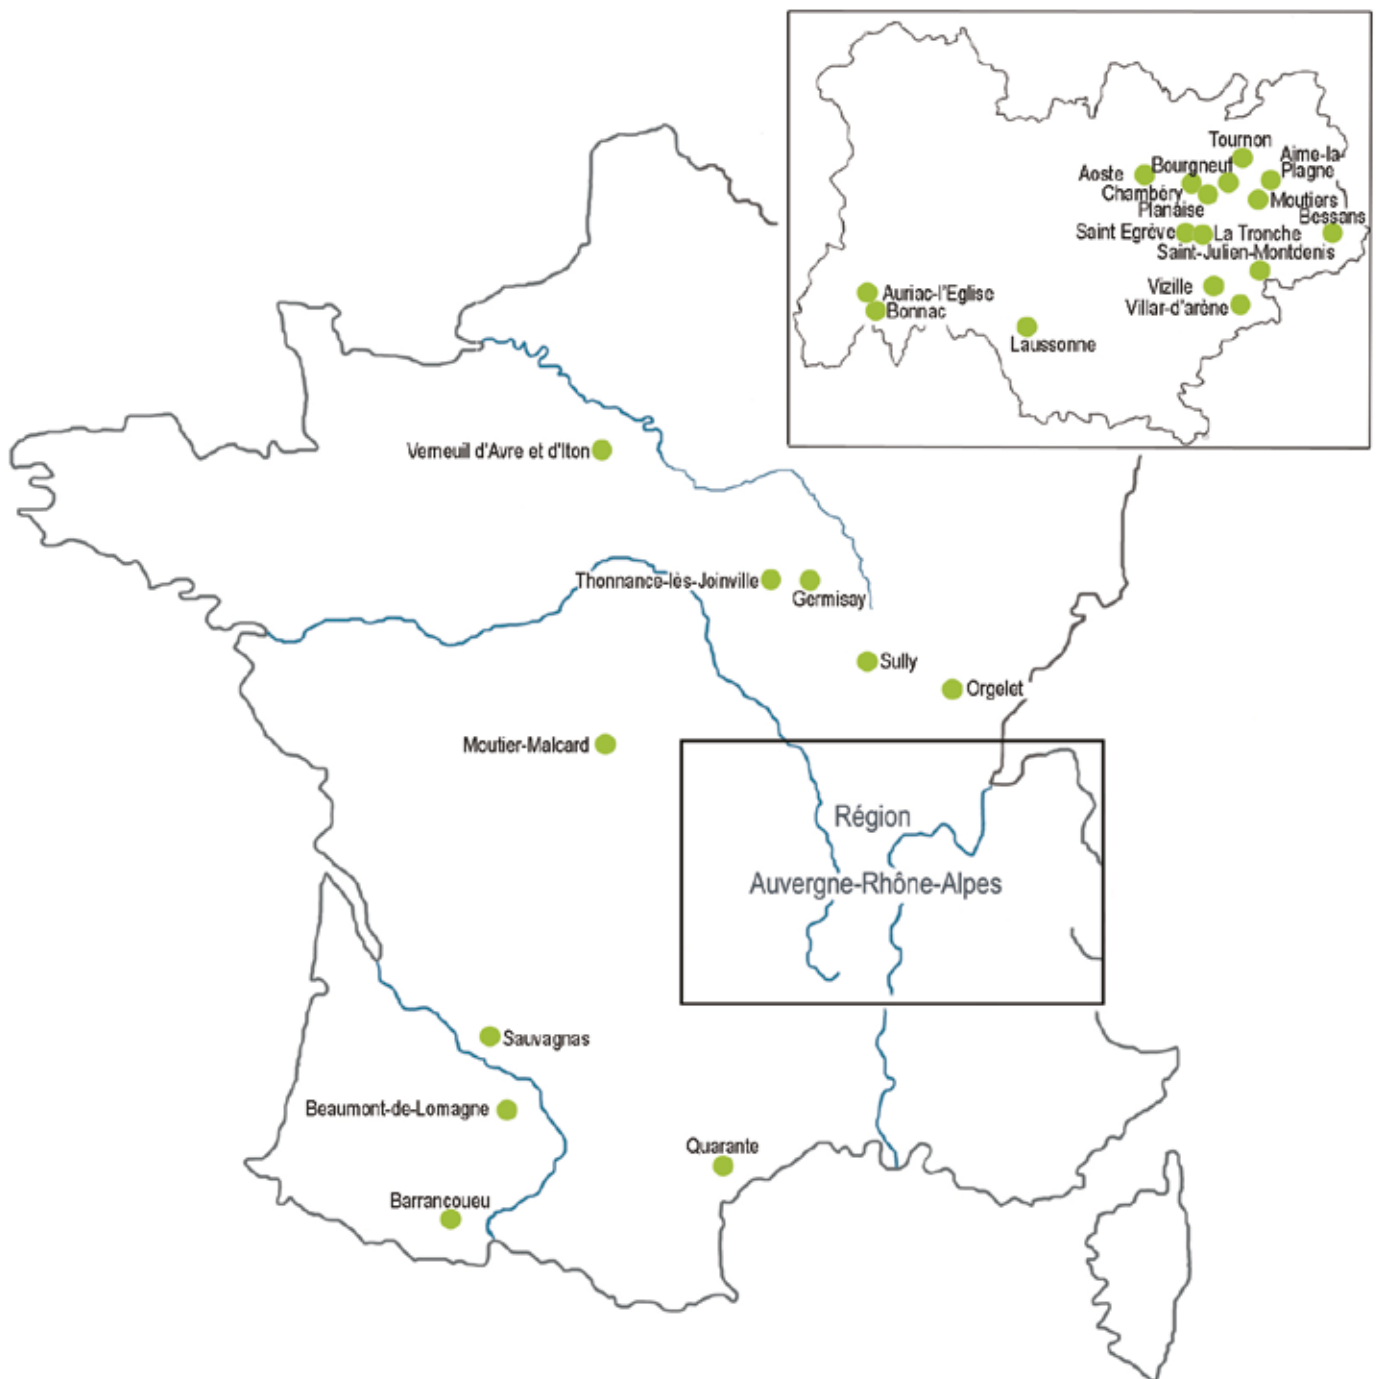 Tournon
Aime-la-
Plagne
Bourgneuf
Aoste
Chambéry
Planaise
Moutiers
Bessans
Saint Egrève
La Tronche
Saint-Julien-Montdenis
Vizille
Villar-d'arène
Auriac-l'Eglise
Bonnac
Laussonne
Verneuil d'Avre et d'Iton
Thonnance-lès-Joinville
Germisay
Sully
Orgelet
Moutier-Malcard
Région
Auvergne-Rhône-Alpes
Sauvagnas
Beaumont-de-Lomagne
Quarante
Barrancoueu